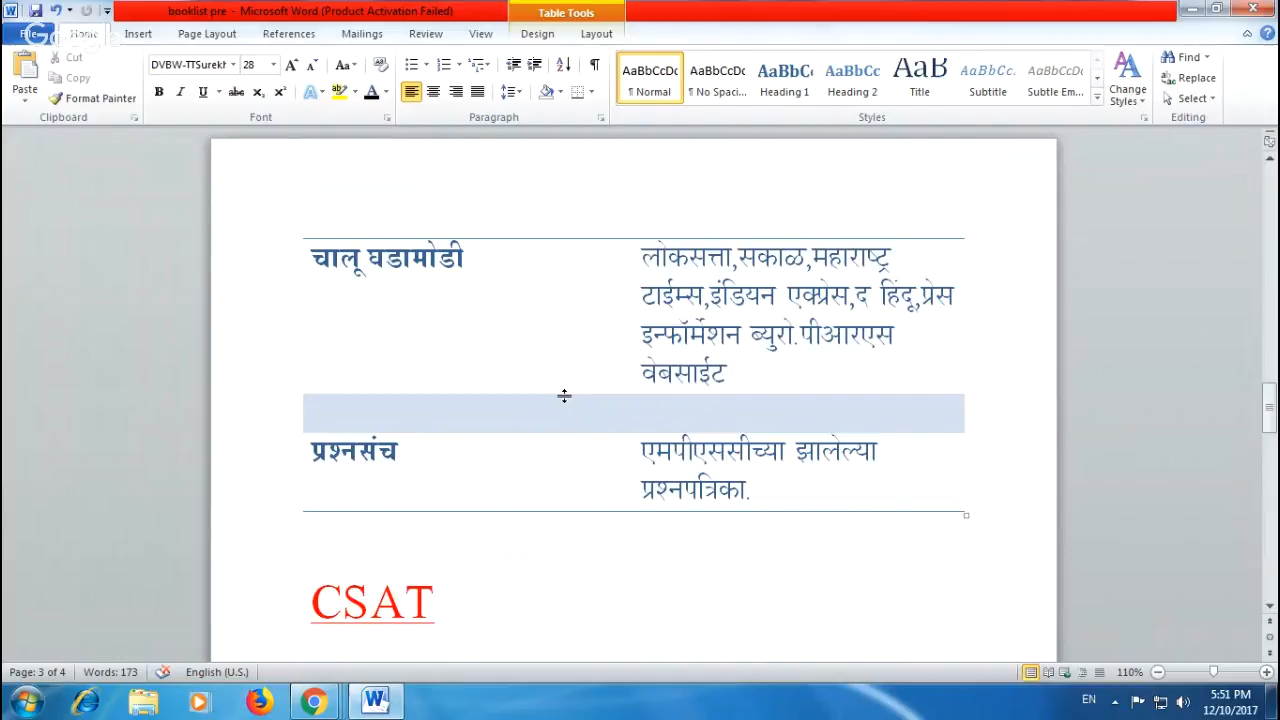 booklist pre - Microsoft Word (Product Activation Failed)
Table Tools
File Home Insert Page Layout References Mailings Review View Design Layout
Google
Paste
Cut
Copy
Format Painter
Clipboard
DVBW-TTSurekh 28
Font
Paragraph
AaBbCcDc ¶ Normal
AaBbCcDc ¶ No Spaci...
AaBbCc Heading 1
AaBbCc Heading 2
AaB Title
AaBbCc. Subtitle
AaBbCcDc Subtle Em...
Change Styles
Styles
Find
Replace
Select
Editing
चालू घडामोडी
लोकसत्ता,सकाळ,महाराष्ट्र
टाईम्स,इंडियन एक्प्रेस,द हिंदू,प्रेस
इन्फॉर्मेशन ब्युरो.पीआरएस
वेबसाईट
प्रश्नसंच
एमपीएससीच्या झालेल्या
प्रश्नपत्रिका.
CSAT
Page: 3 of 4 Words: 173 English (U.S.) 110%
EN 5:51 PM
12/10/2017